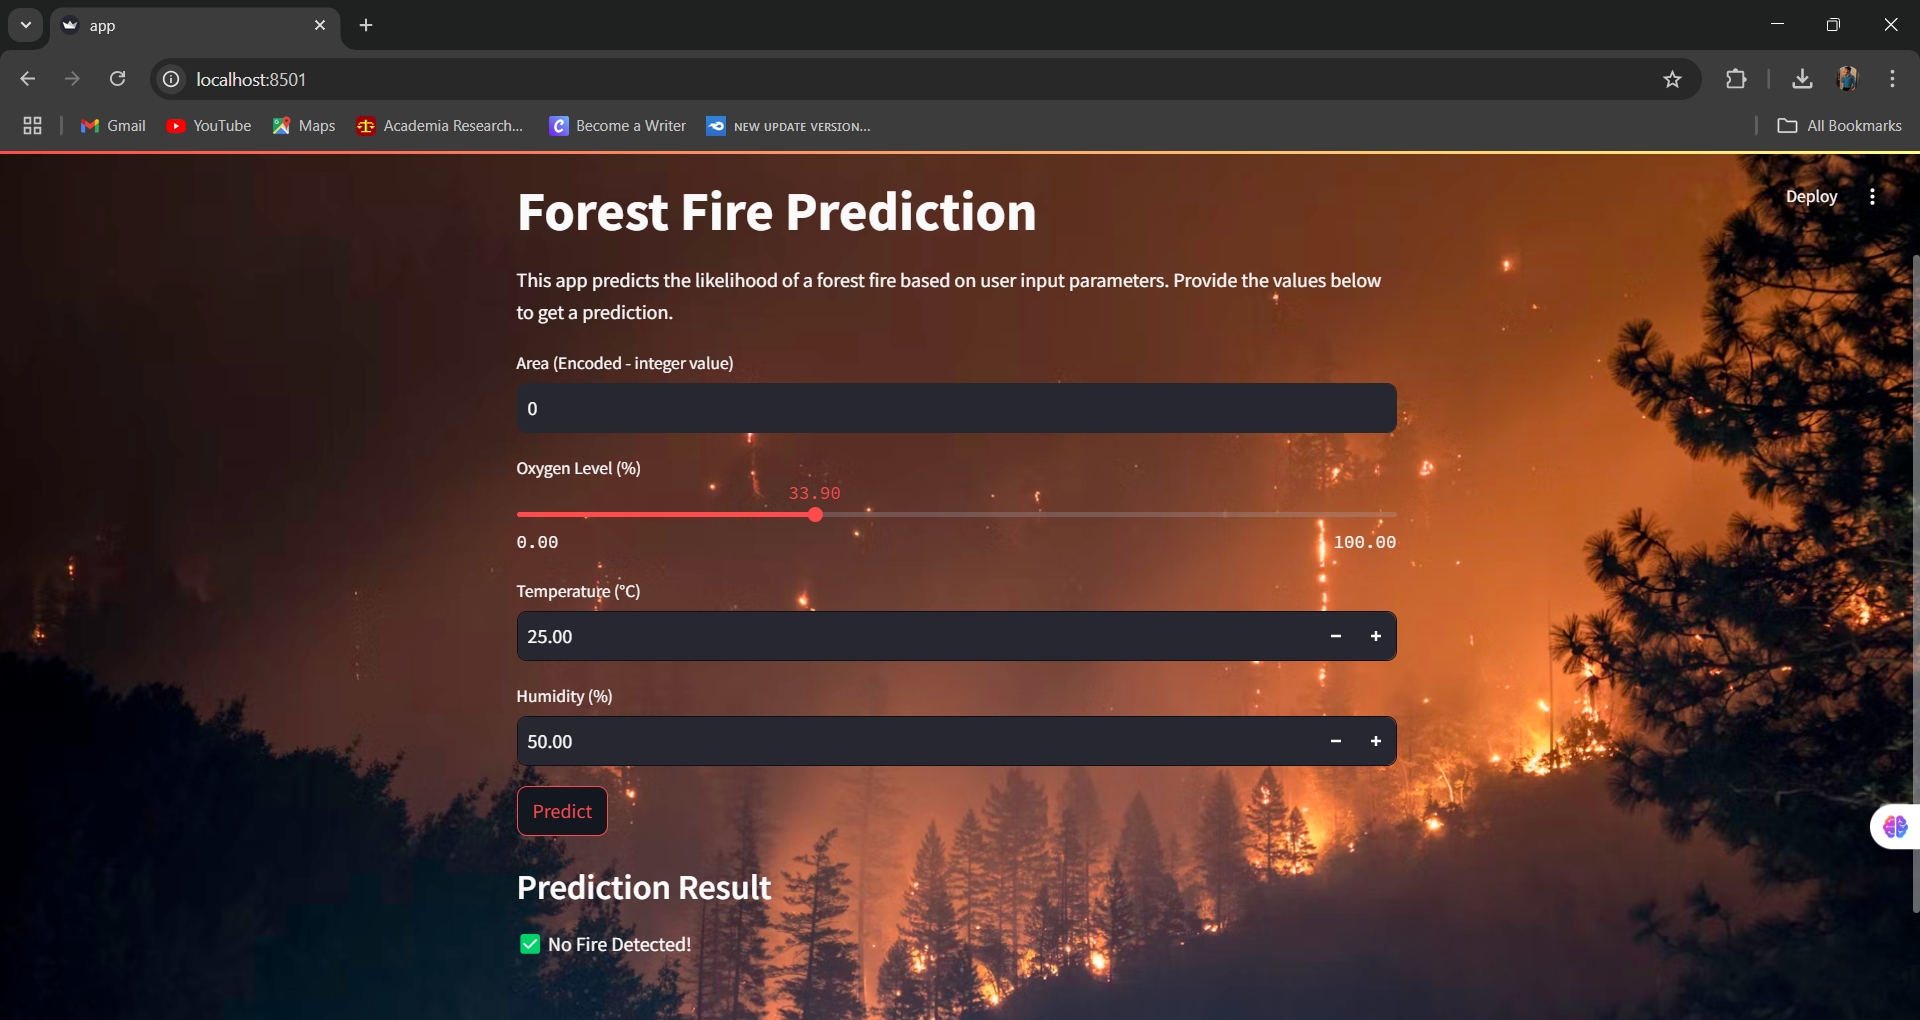 app
localhost:8501
Gmail
YouTube
Maps
Academia Research...
Become a Writer
NEW UPDATE VERSION...
All Bookmarks
Deploy
Forest Fire Prediction
This app predicts the likelihood of a forest fire based on user input parameters. Provide the values below
to get a prediction.
Area (Encoded - integer value)
0
Oxygen Level (%)
33.90
0.00
100.00
Temperature (°C)
25.00
Humidity (%)
50.00
Predict
Prediction Result
No Fire Detected!